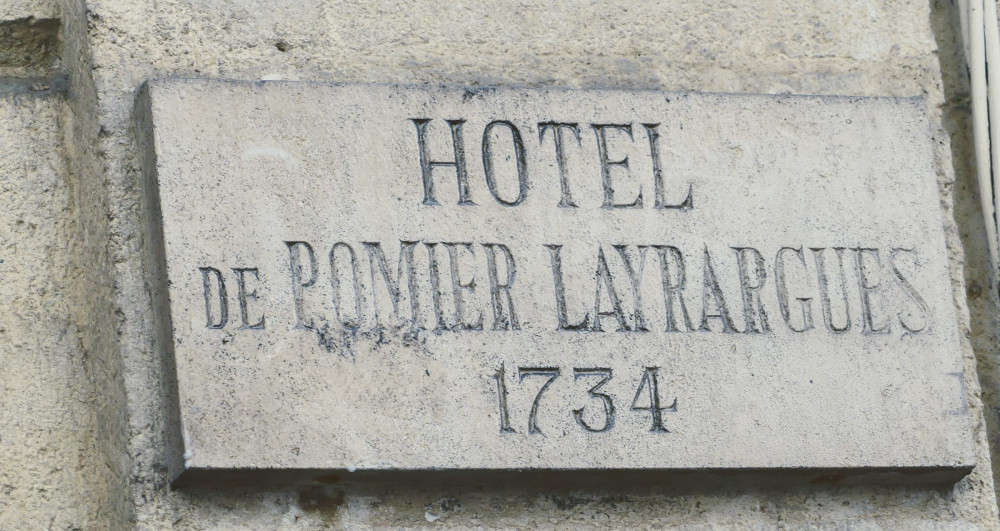 HOTEL
DE POMIER LAYRARGUES
1734